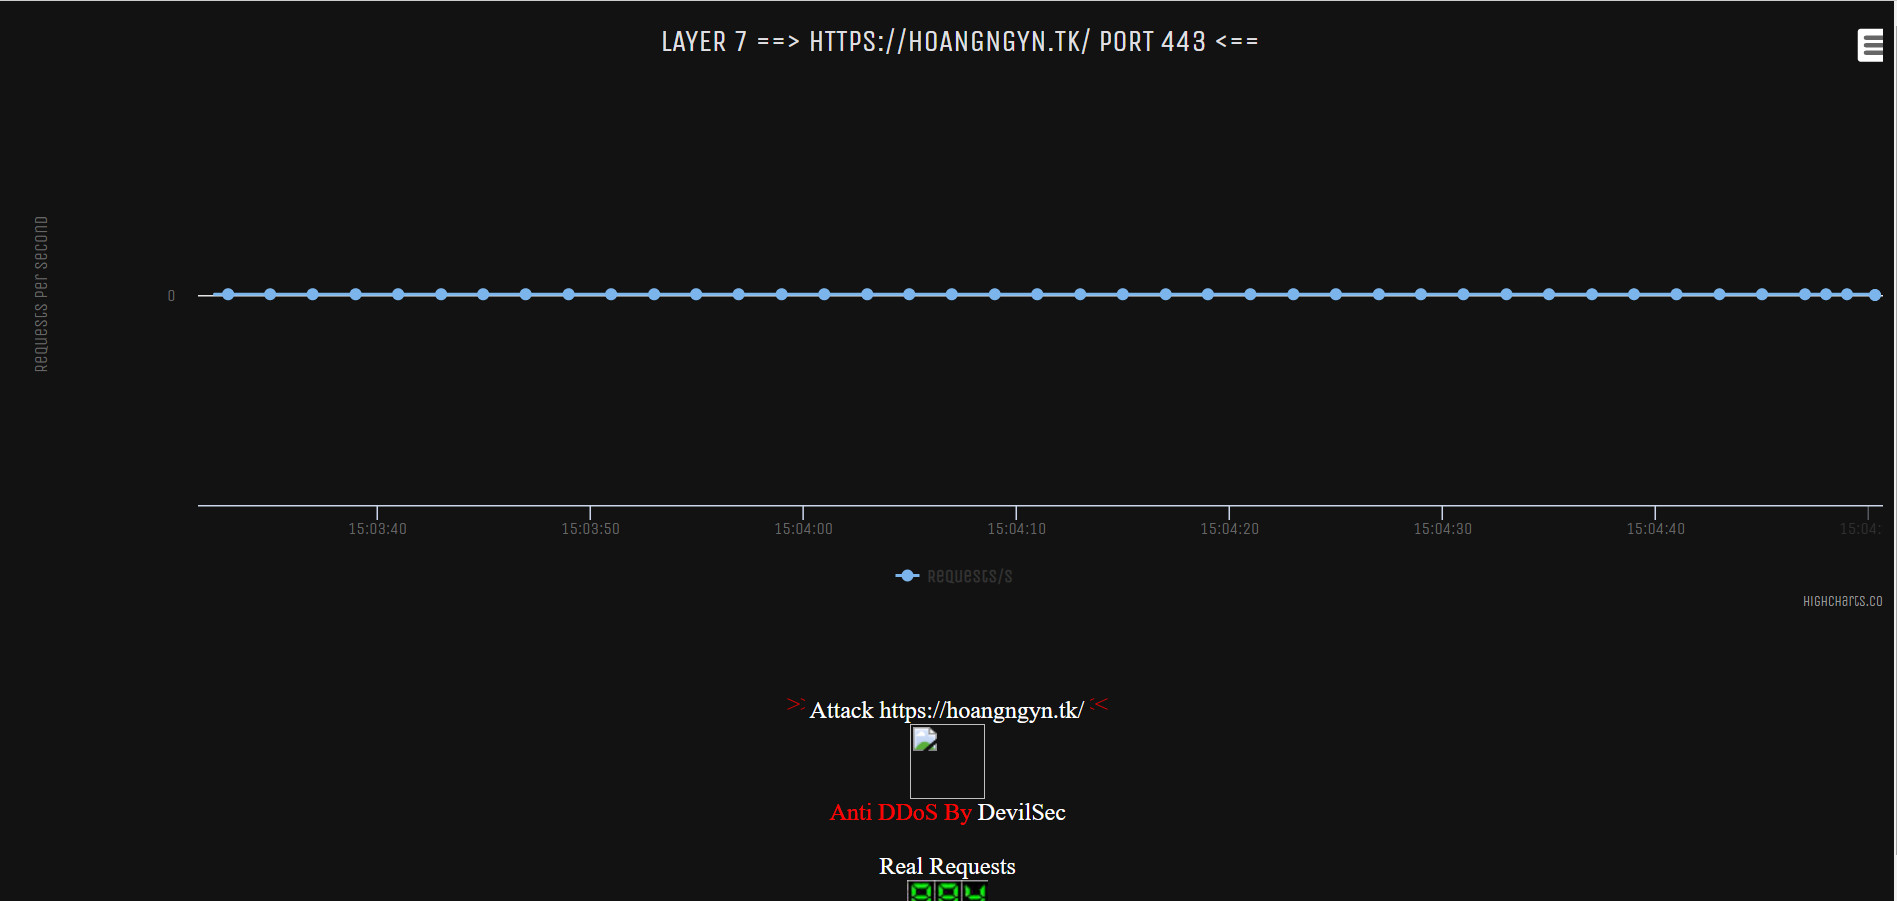 LAYER 7 ==> HTTPS://HOANGNGYN.TK/ PORT 443 <==
Requests Per Second
0
15:03:40 15:03:50 15:04:00 15:04:10 15:04:20 15:04:30 15:04:40 15:04:
Requests/s
Highcharts.co
> Attack https://hoangngyn.tk/ <
Anti DDoS By DevilSec
Real Requests